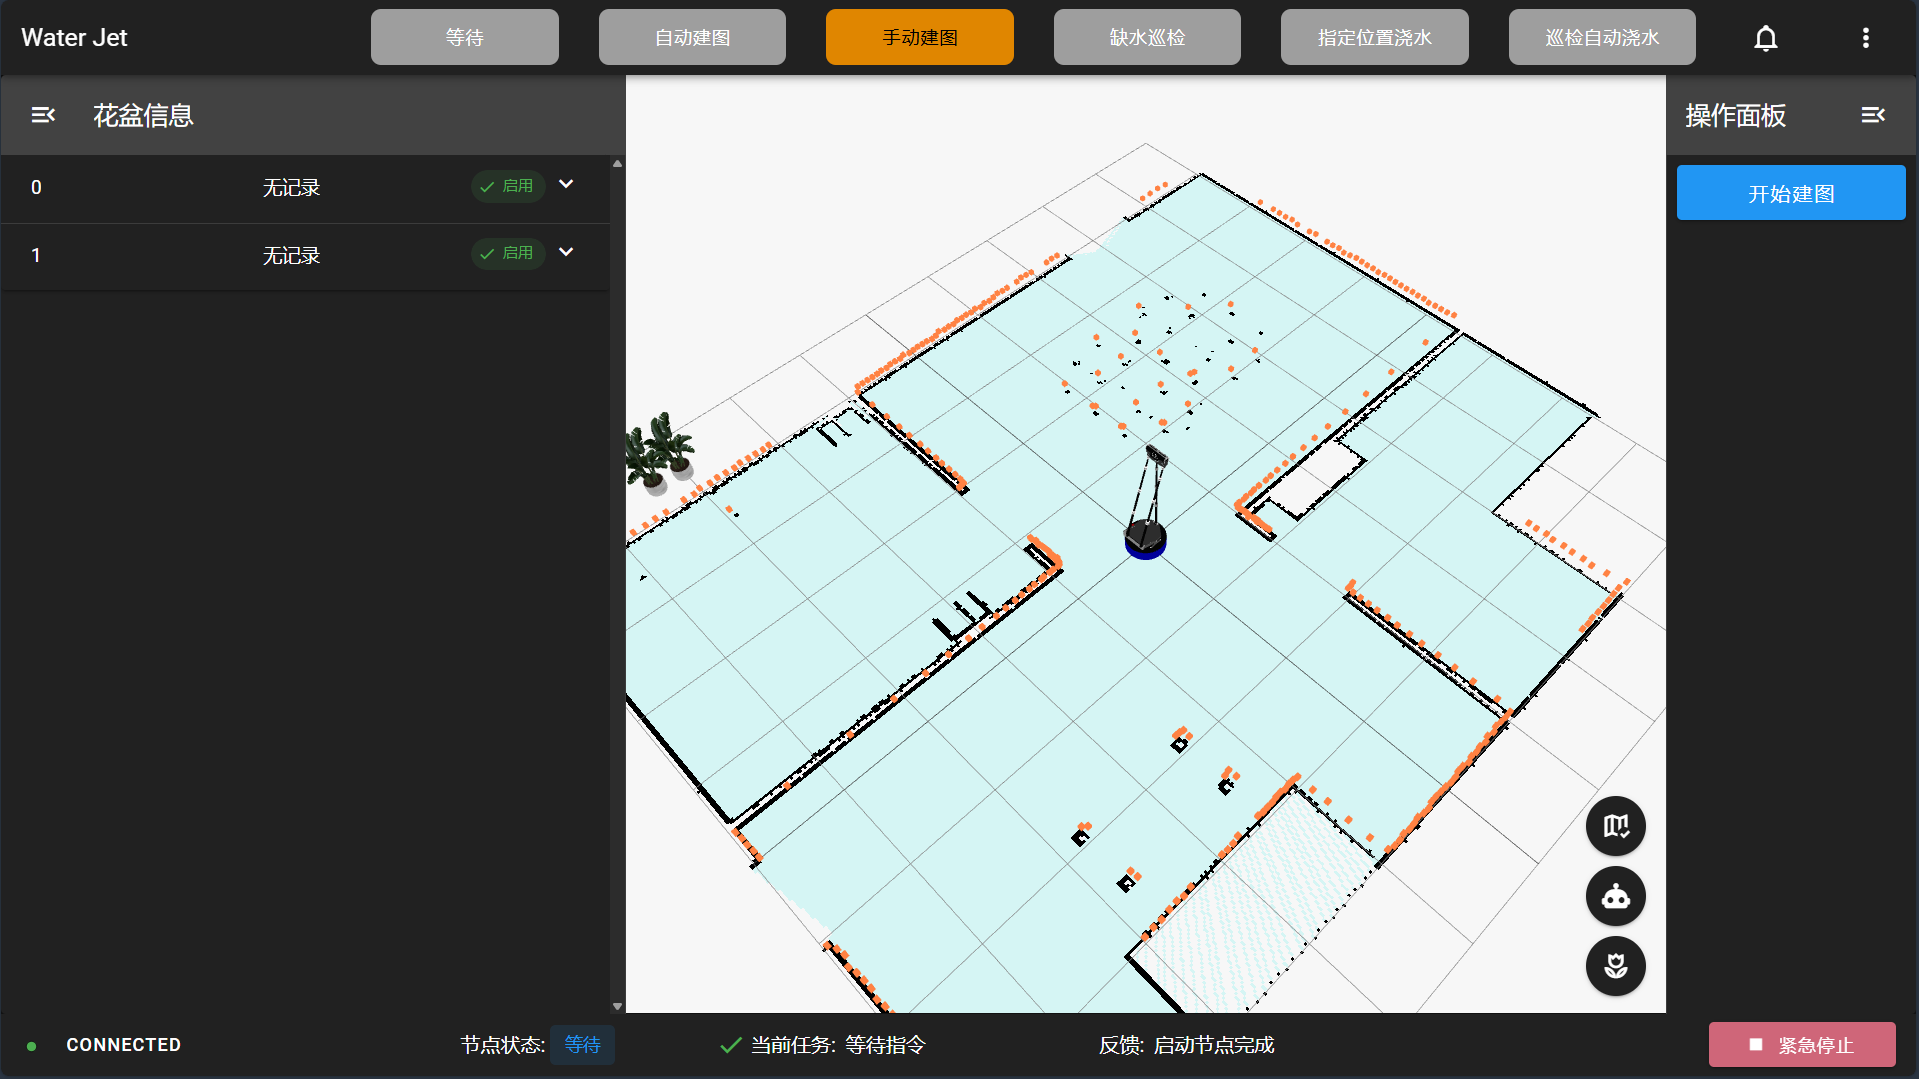 Water Jet
等待
自动建图
手动建图
缺水巡检
指定位置浇水
巡检自动浇水
花盆信息
操作面板
0 无记录 启用
1 无记录 启用
开始建图
CONNECTED
节点状态: 等待
当前任务: 等待指令
反馈: 启动节点完成
紧急停止